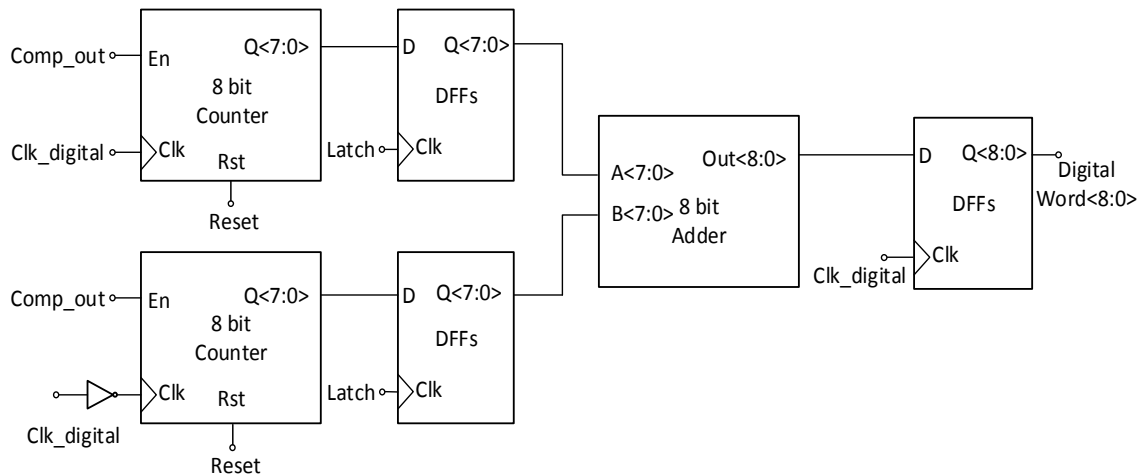 Comp_out
En
Q<7:0>
8 bit
Counter
Clk_digital
Clk
Rst
Reset
D
Q<7:0>
DFFs
Latch
Clk
A<7:0>
B<7:0>
Out<8:0>
8 bit
Adder
D
Q<8:0>
DFFs
Clk
Clk_digital
Digital
Word<8:0>
Comp_out
En
Q<7:0>
8 bit
Counter
Clk
Clk_digital
Rst
Reset
D
Q<7:0>
DFFs
Latch
Clk